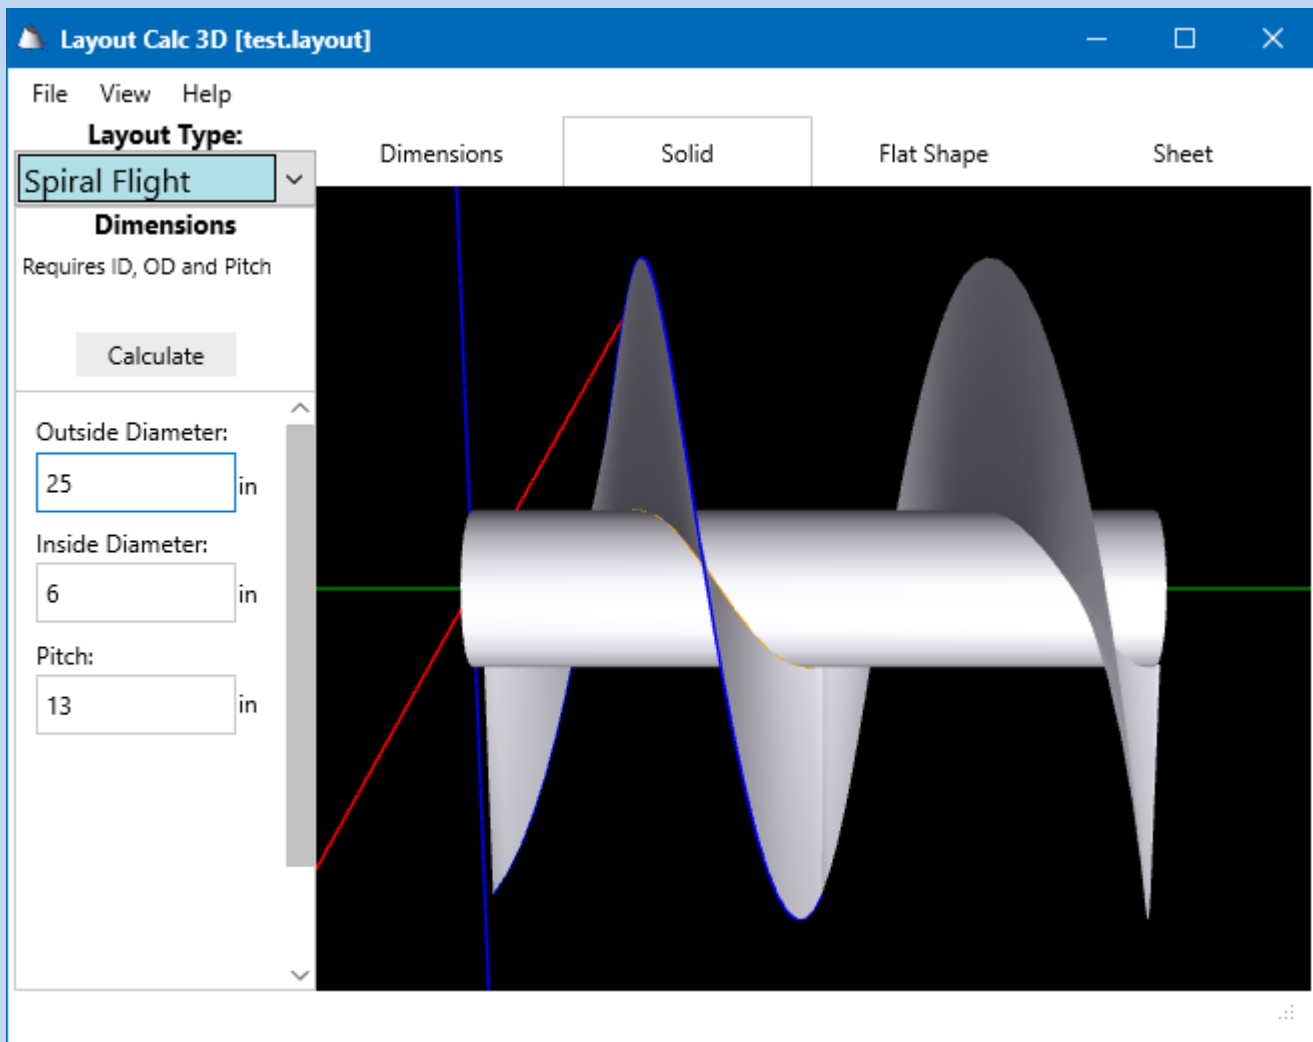 Layout Calc 3D [test.layout]
File View Help
Layout Type:
Spiral Flight
Dimensions
Requires ID, OD and Pitch
Calculate
Outside Diameter:
25 in
Inside Diameter:
6 in
Pitch:
13 in
Dimensions Solid Flat Shape Sheet